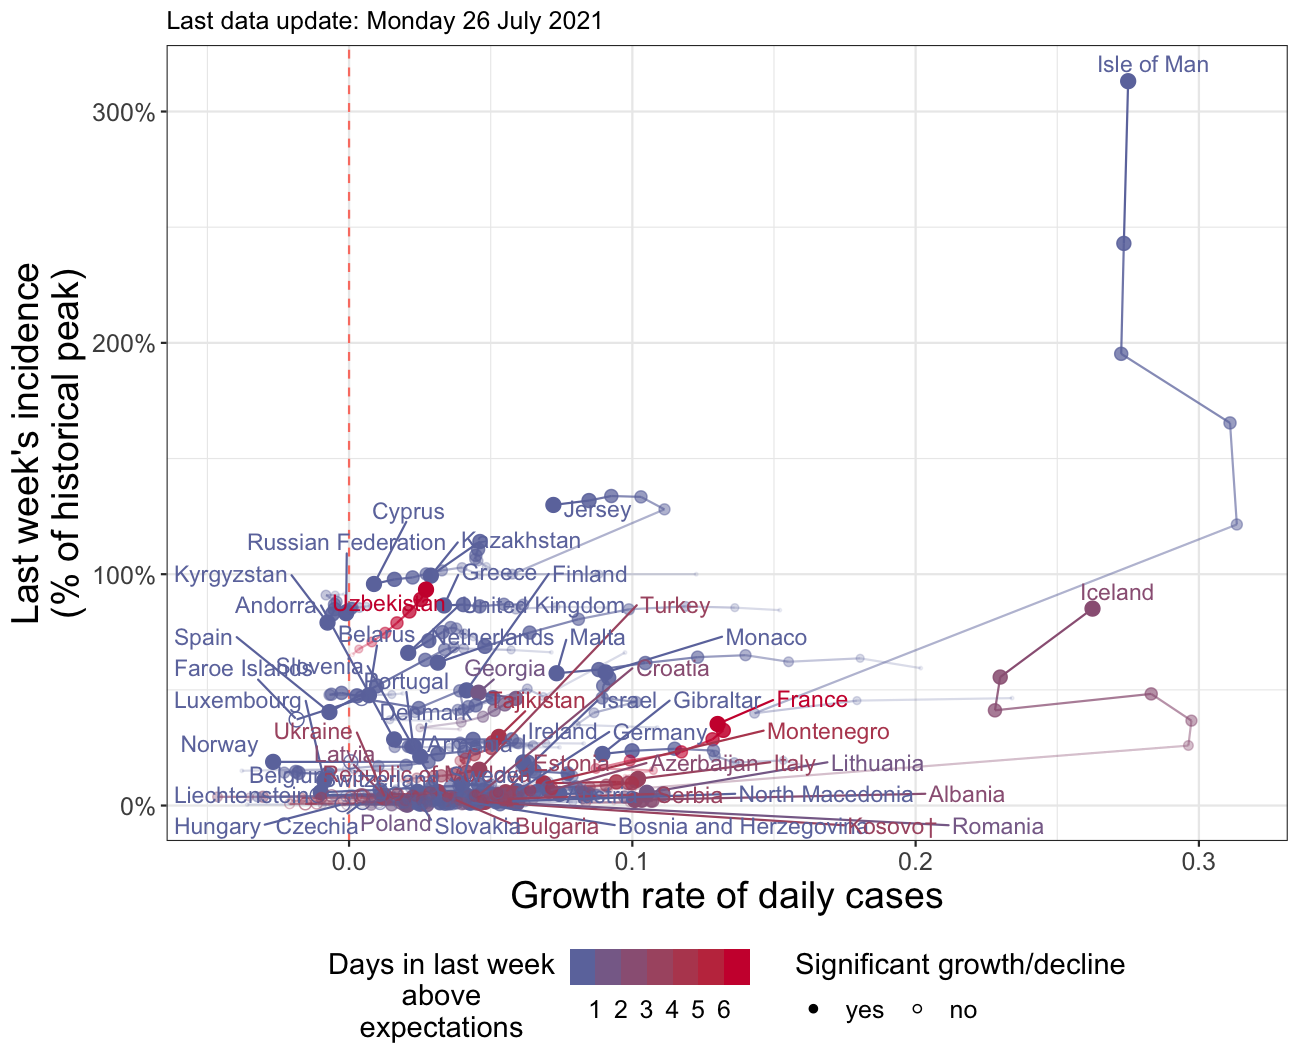 Last data update: Monday 26 July 2021
Last week's incidence
(% of historical peak)
300%
200%
100%
0%
Isle of Man
Cyprus
Jersey
Russian Federation
Kazakhstan
Kyrgyzstan
Greece
Finland
Iceland
Andorra
Uzbekistan
United Kingdom
Turkey
Spain
Belarus
Netherlands
Malta
Monaco
Faroe Islands
Slovenia
Georgia
Croatia
Portugal
Luxembourg
Tajikistan
Israel
Gibraltar
France
Denmark
Ukraine
Ireland
Germany
Montenegro
Norway
Latvia
Estonia
Azerbaijan
Italy
Lithuania
Belgium
Switzerland
Republic of
Sweden
Liechtenstein
Serbia
North Macedonia
Albania
Hungary
Czechia
Poland
Slovakia
Bulgaria
Bosnia and Herzegovina
Kosovo†
Romania
0.0
0.1
0.2
0.3
Growth rate of daily cases
Days in last week
above
expectations
1 2 3 4 5 6
Significant growth/decline
yes
no